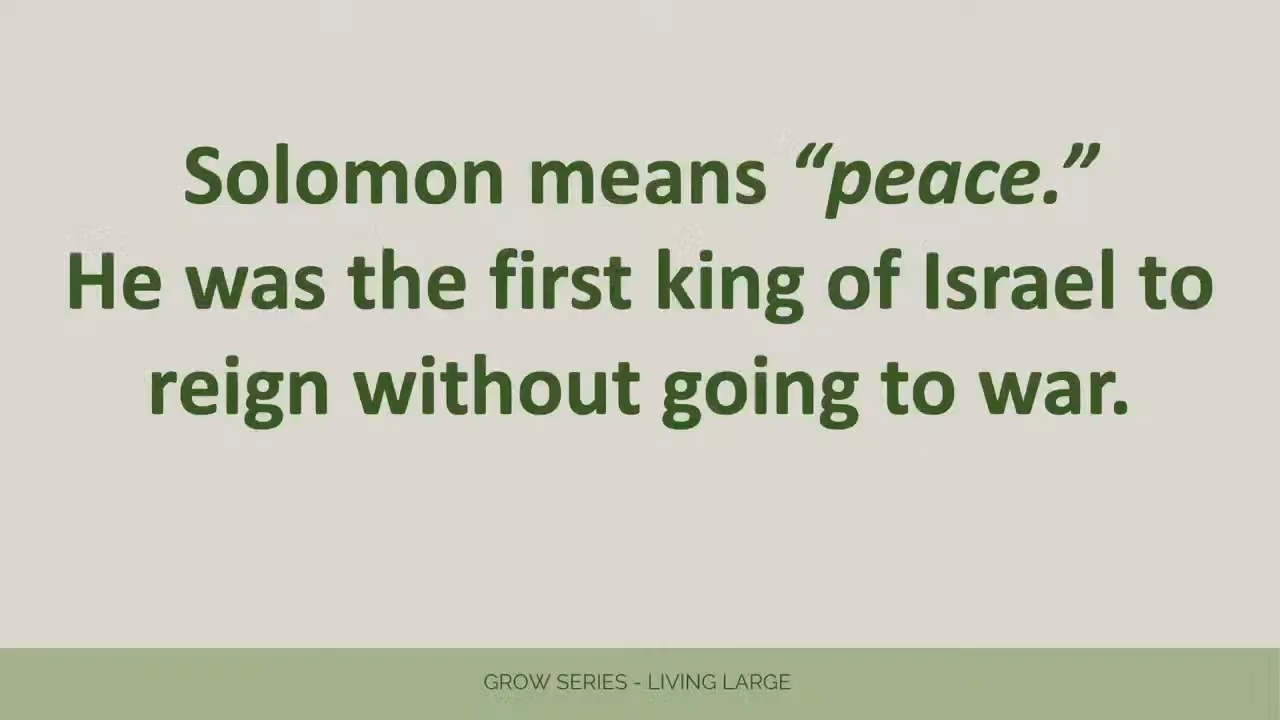 Solomon means “peace.”
He was the first king of Israel to
reign without going to war.
GROW SERIES - LIVING LARGE